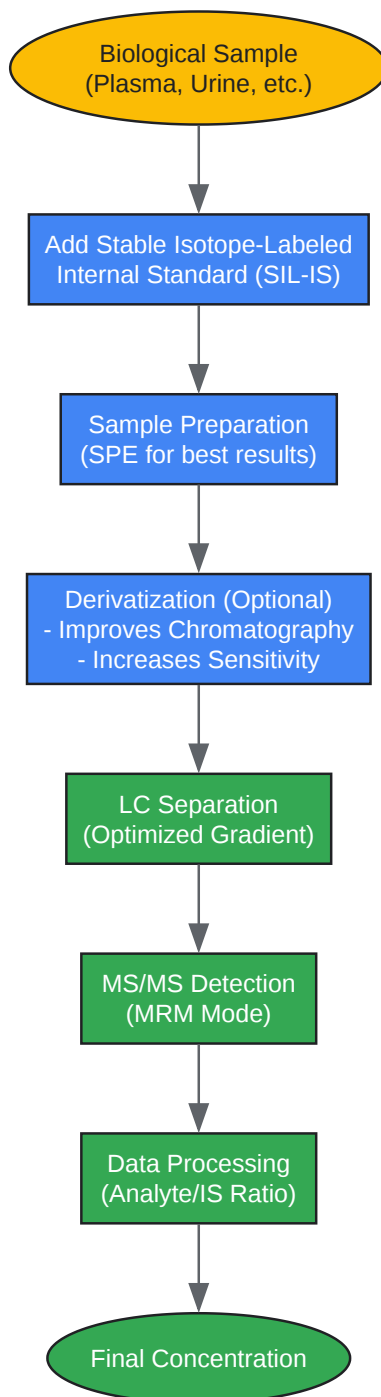 Biological Sample
(Plasma, Urine, etc.)
Add Stable Isotope-Labeled
Internal Standard (SIL-IS)
Sample Preparation
(SPE for best results)
Derivatization (Optional)
- Improves Chromatography
- Increases Sensitivity
LC Separation
(Optimized Gradient)
MS/MS Detection
(MRM Mode)
Data Processing
(Analyte/IS Ratio)
Final Concentration